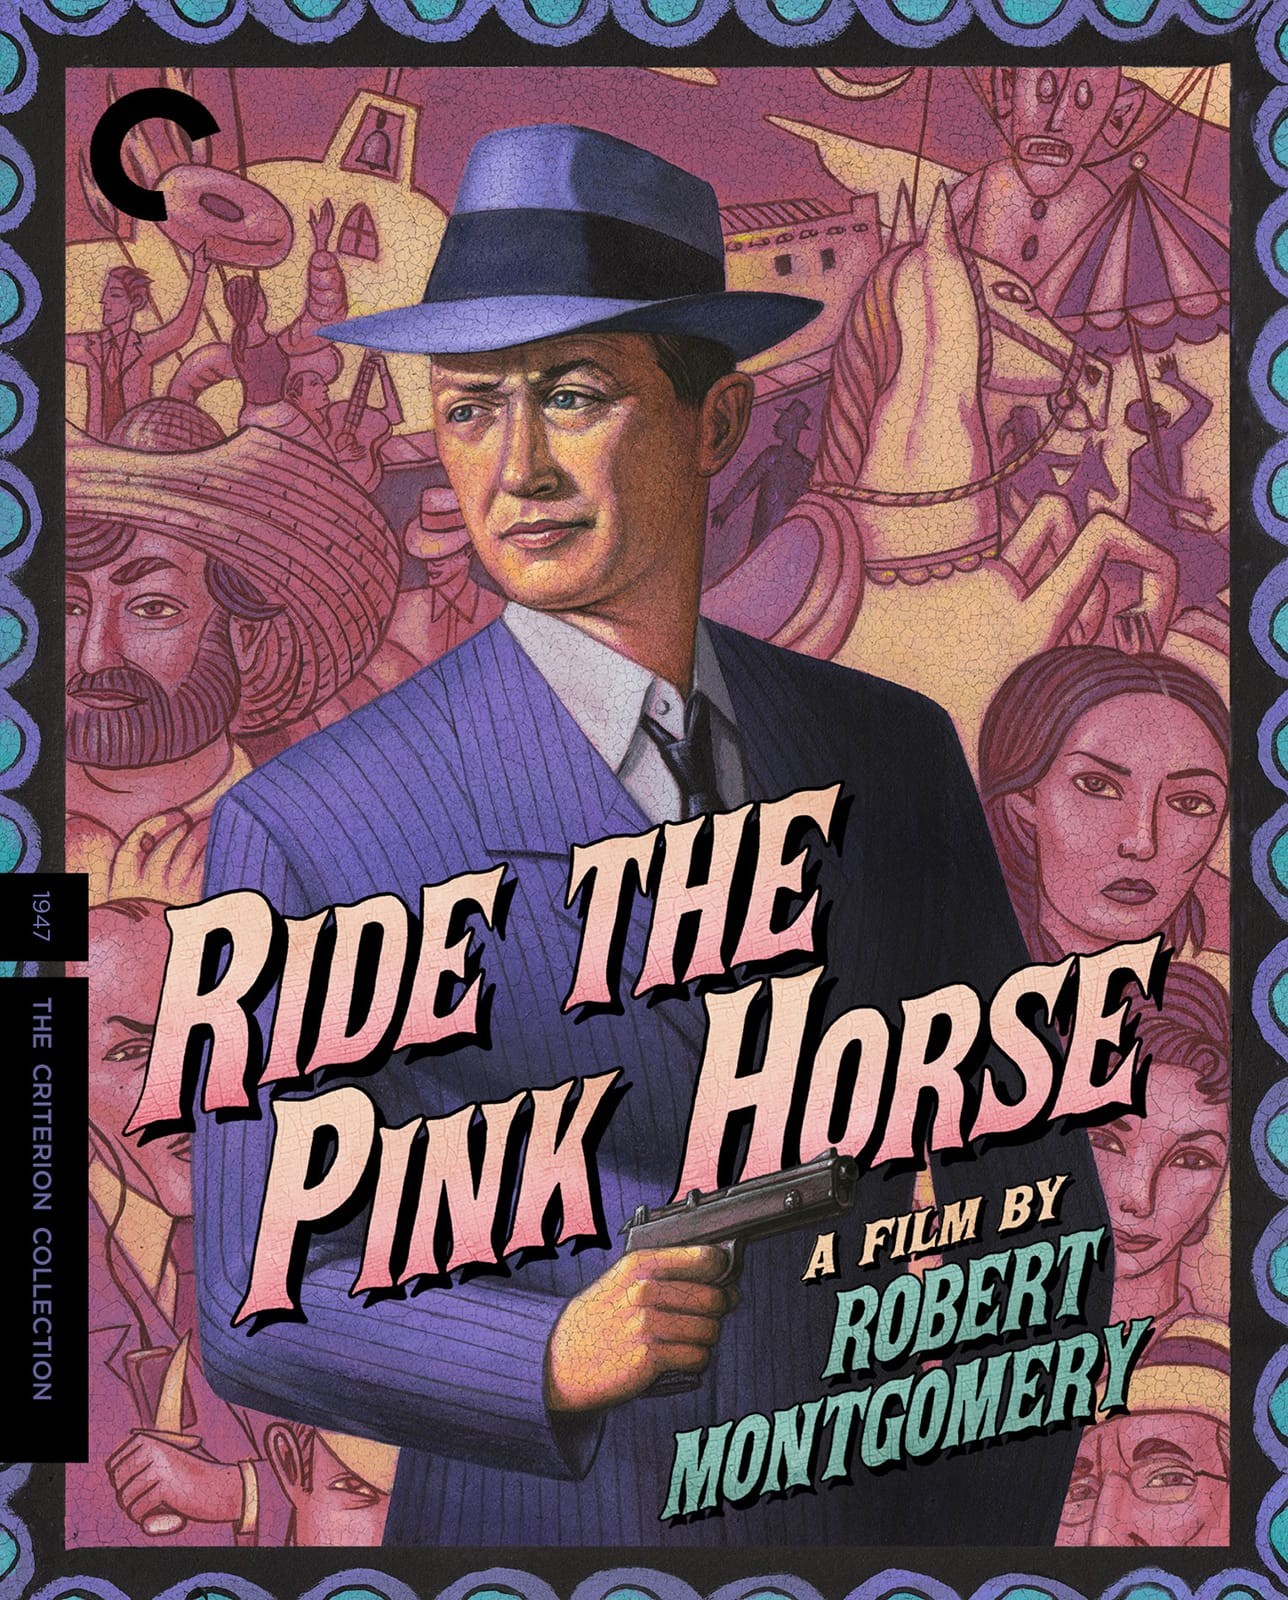 1947
THE CRITERION COLLECTION
RIDE THE
PINK HORSE
A FILM BY
ROBERT
MONTGOMERY